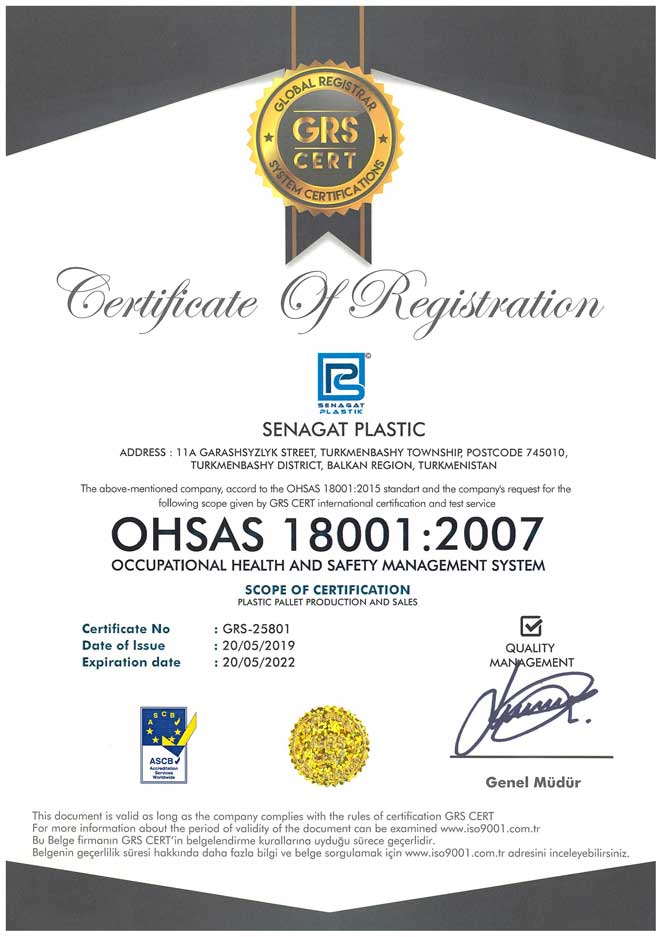 GLOBAL REGISTRAR
GRS
CERT
SYSTEM CERTIFICATIONS
Certificate Of Registration
©
SENAGAT
PLASTIK
SENAGAT PLASTIC
ADDRESS : 11A GARASHSYZLYK STREET, TURKMENBASHY TOWNSHIP, POSTCODE 745010,
TURKMENBASHY DISTRICT, BALKAN REGION, TURKMENISTAN
The above-mentioned company, accord to the OHSAS 18001:2015 standart and the company's request for the
following scope given by GRS CERT international certification and test service
OHSAS 18001:2007
OCCUPATIONAL HEALTH AND SAFETY MANAGEMENT SYSTEM
SCOPE OF CERTIFICATION
PLASTIC PALLET PRODUCTION AND SALES
Certificate No : GRS-25801
Date of Issue : 20/05/2019
Expiration date : 20/05/2022
QUALITY
MANAGEMENT
ASCB
ASCB
Accreditation
Services
Worldwide
Genel Müdür
This document is valid as long as the company complies with the rules of certification GRS CERT
For more information about the period of validity of the document can be examined www.iso9001.com.tr
Bu Belge firmanın GRS CERT'in belgelendirme kurallarına uyduğu sürece geçerlidir.
Belgenin geçerlilik süresi hakkında daha fazla bilgi ve belge sorgulamak için www.iso9001.com.tr adresini inceleyebilirsiniz.